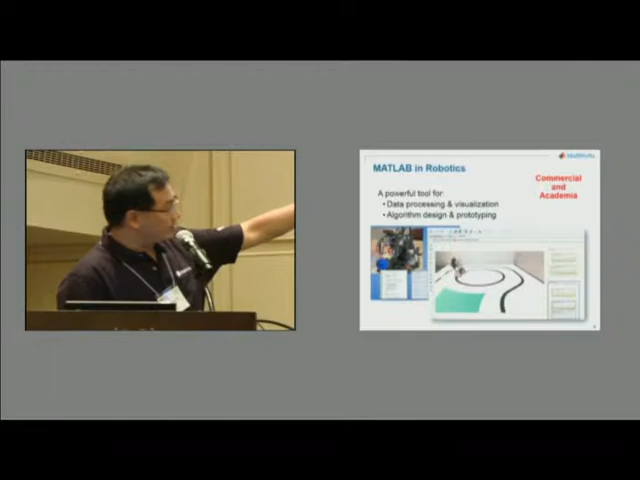 MathWorks
MATLAB in Robotics
Commercial
and
Academia
A powerful tool for:
• Data processing & visualization
• Algorithm design & prototyping